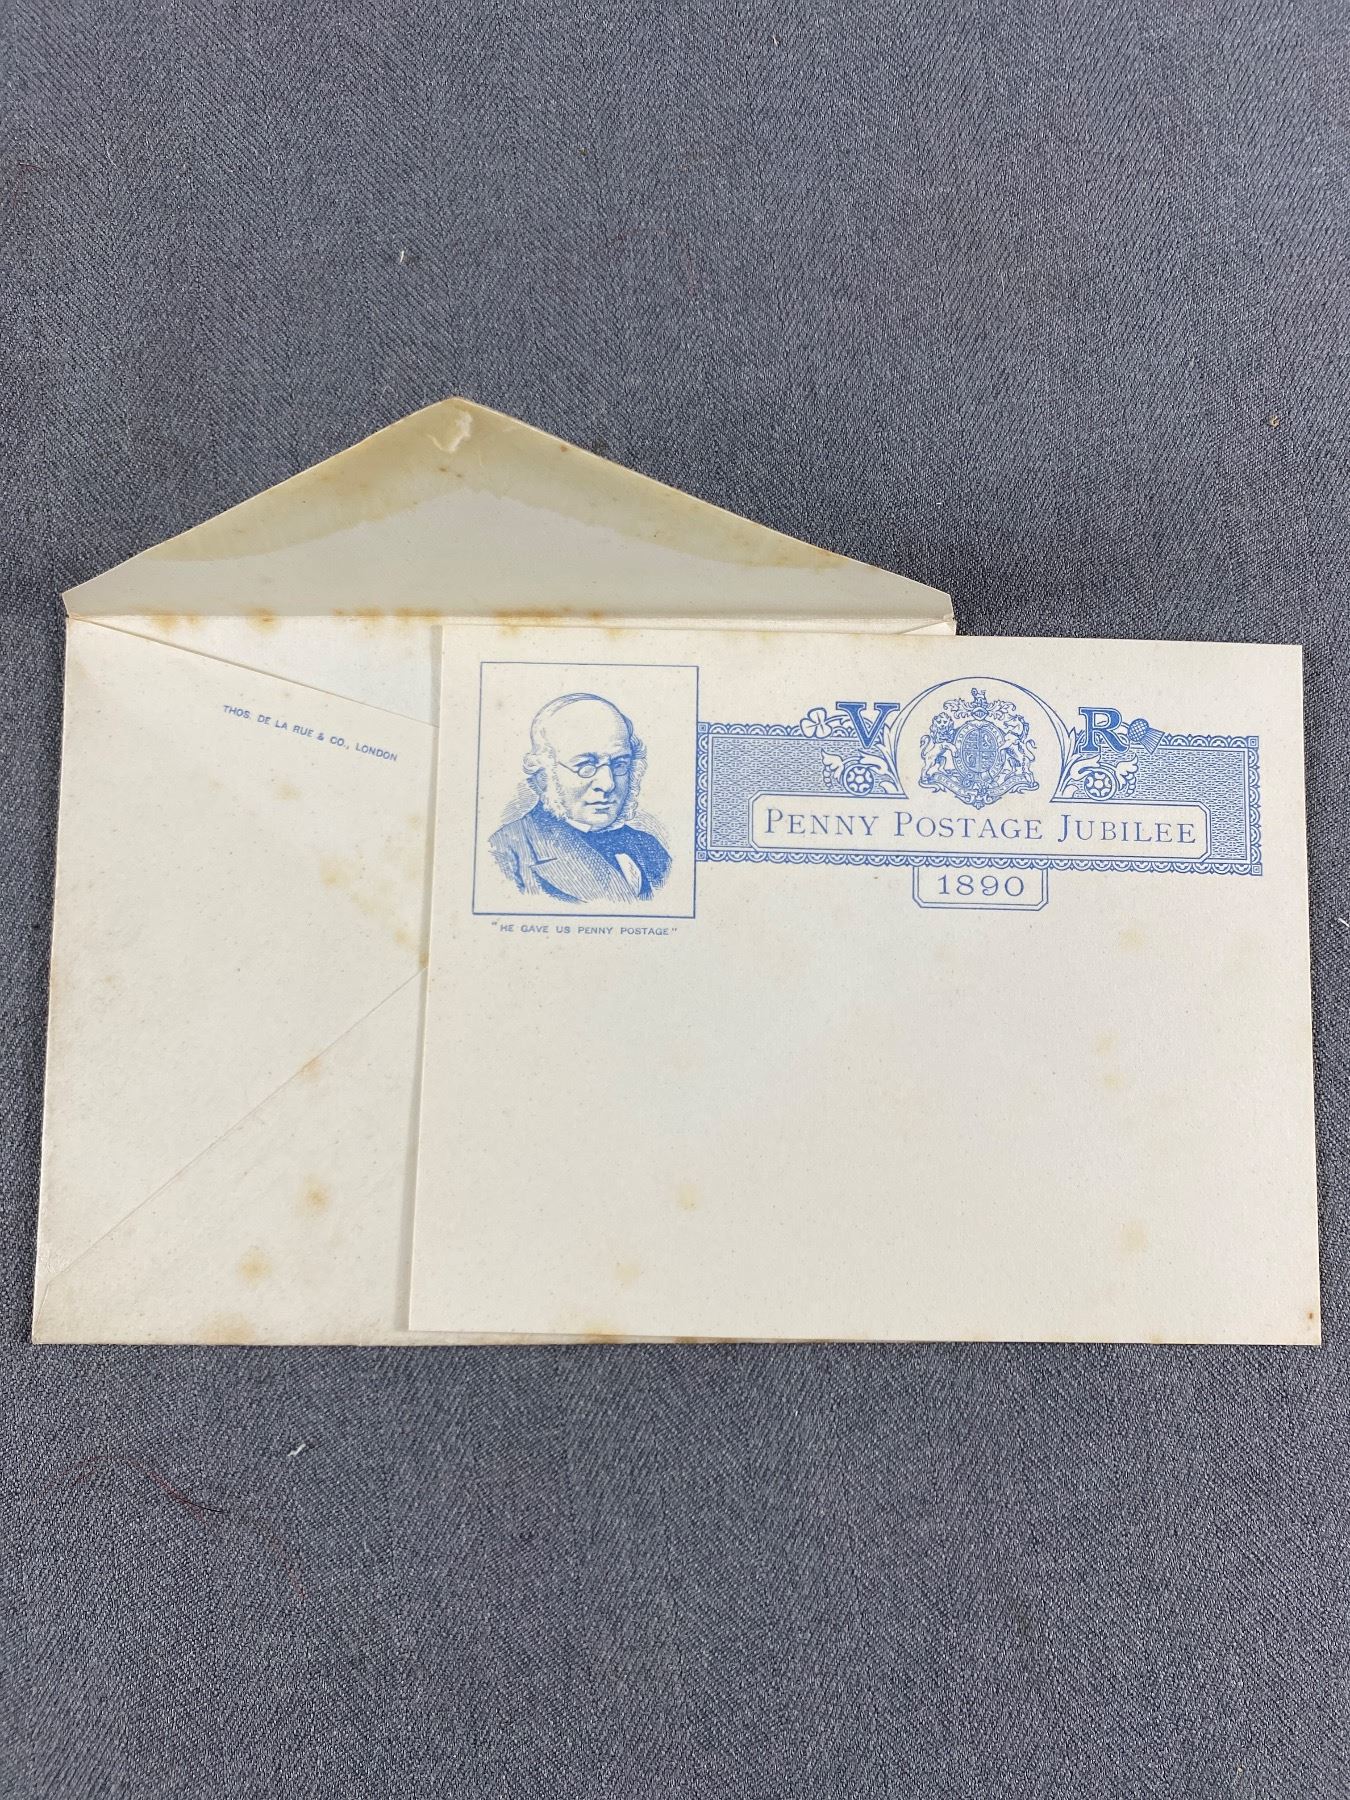 THOS. DE LA RUE & CO., LONDON
V R
PENNY POSTAGE JUBILEE
1890
"HE GAVE US PENNY POSTAGE"